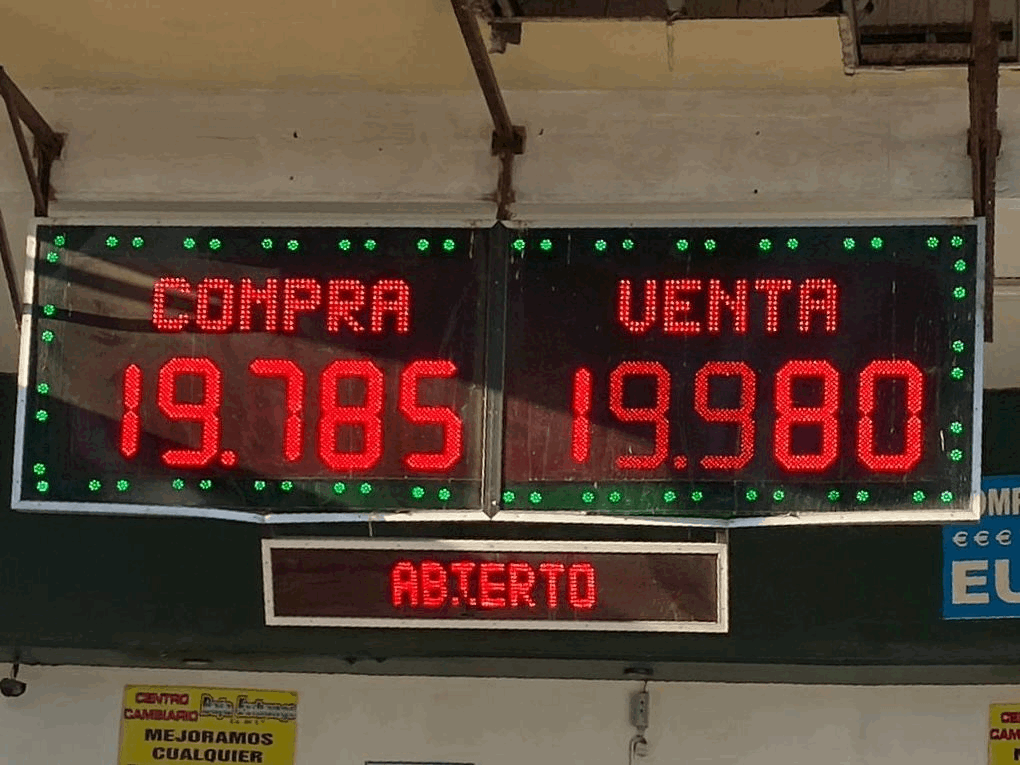 COMPRA
19.785
VENTA
19.980
ABIERTO
€€€
EU
CENTRO
CAMBIARIO
MEJORAMOS
CUALQUIER